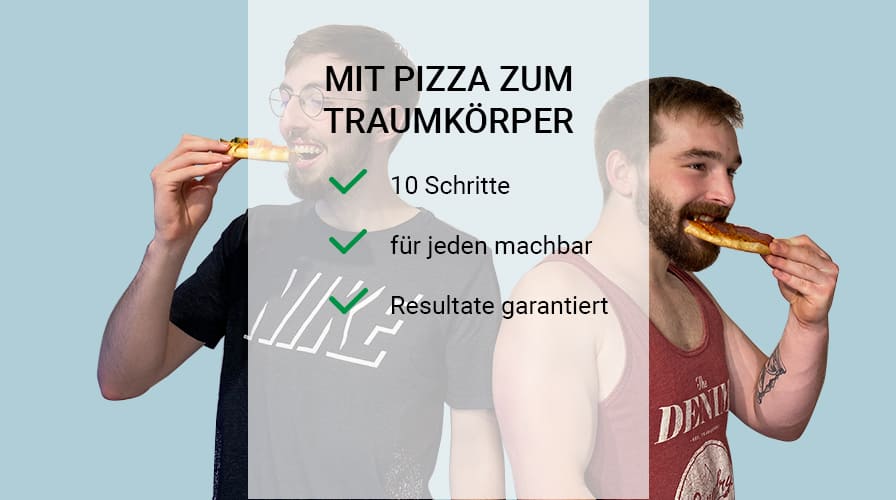 MIT PIZZA ZUM
TRAUMKÖRPER
10 Schritte
für jeden machbar
Resultate garantiert
NIKE
The
DENIM